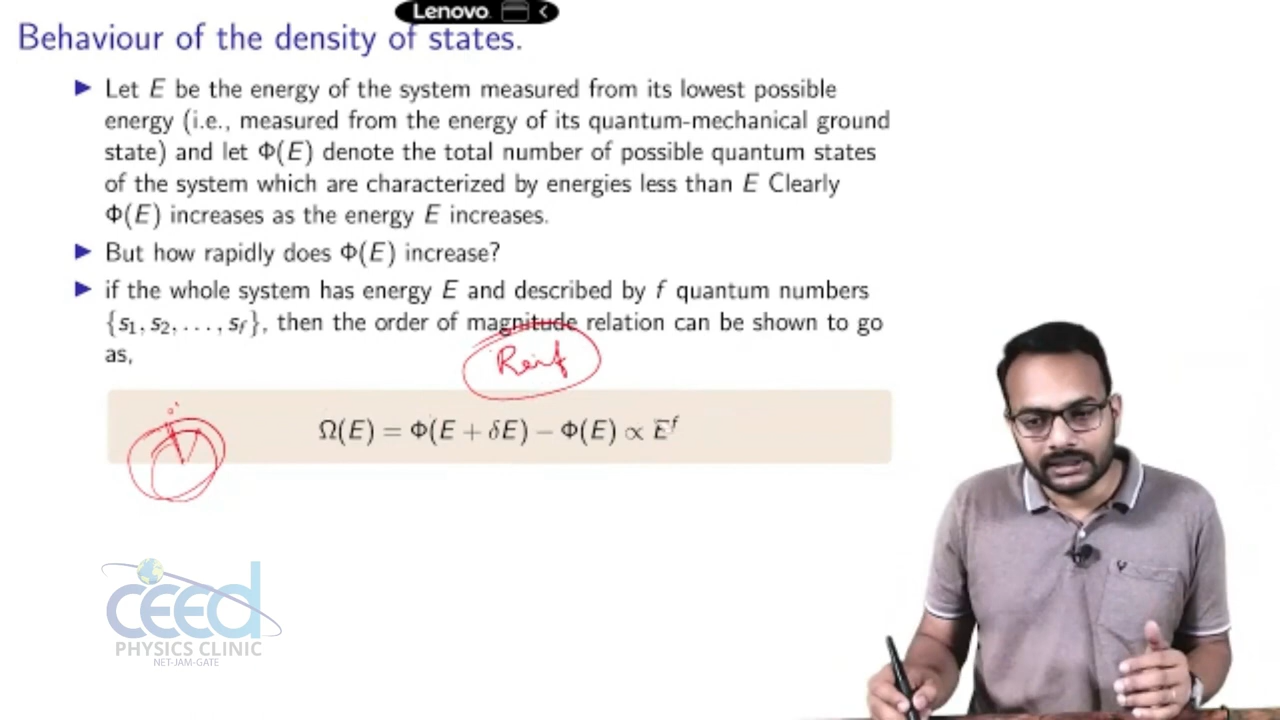 Lenovo
Behaviour of the density of states.
Let E be the energy of the system measured from its lowest possible
energy (i.e., measured from the energy of its quantum-mechanical ground
state) and let Φ(E) denote the total number of possible quantum states
of the system which are characterized by energies less than E Clearly
Φ(E) increases as the energy E increases.
But how rapidly does Φ(E) increase?
if the whole system has energy E and described by f quantum numbers
{s₁, s₂, . . . , s_f}, then the order of magnitude relation can be shown to go
as,
Reif
Ω(E) = Φ(E + δE) − Φ(E) ∝ E^f
ceed
PHYSICS CLINIC
NET-JAM-GATE